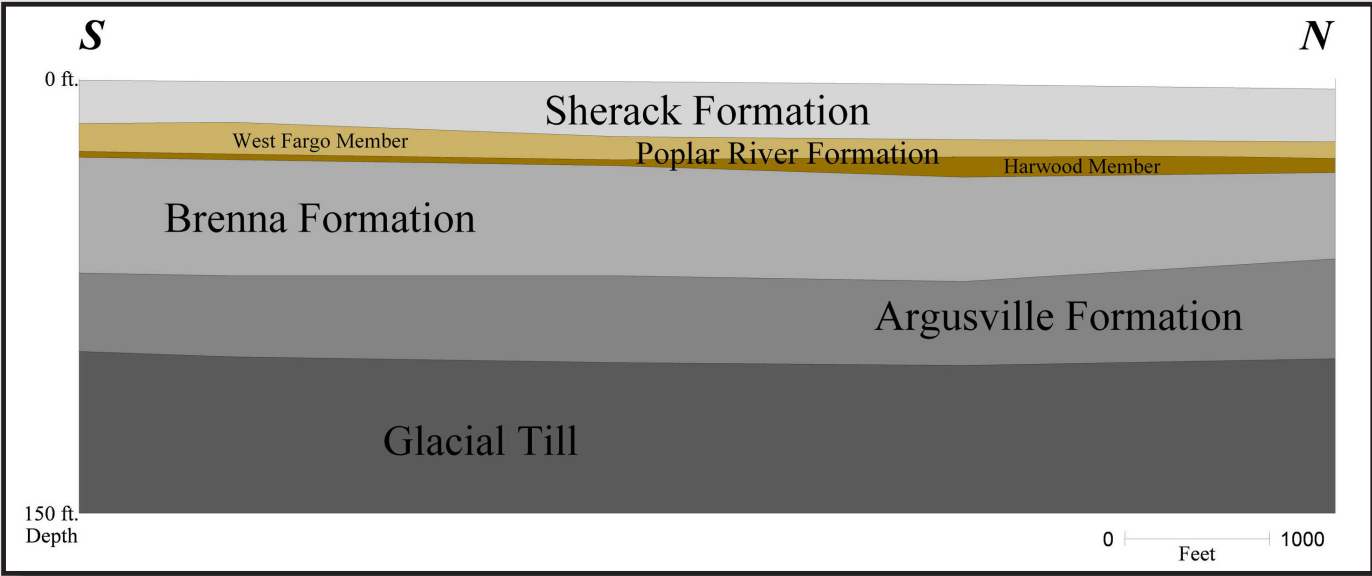 S
N
0 ft.
Sherack Formation
West Fargo Member
Poplar River Formation
Harwood Member
Brenna Formation
Argusville Formation
Glacial Till
150 ft.
Depth
0 1000
Feet